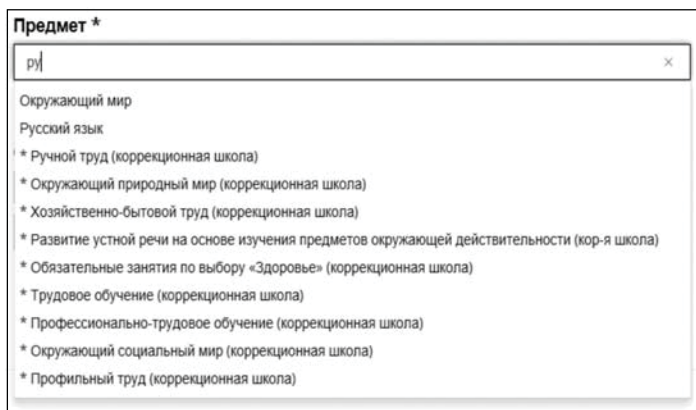 Предмет *
ру
Окружающий мир
Русский язык
* Ручной труд (коррекционная школа)
* Окружающий природный мир (коррекционная школа)
* Хозяйственно-бытовой труд (коррекционная школа)
* Развитие устной речи на основе изучения предметов окружающей действительности (кор-я школа)
* Обязательные занятия по выбору «Здоровье» (коррекционная школа)
* Трудовое обучение (коррекционная школа)
* Профессионально-трудовое обучение (коррекционная школа)
* Окружающий социальный мир (коррекционная школа)
* Профильный труд (коррекционная школа)